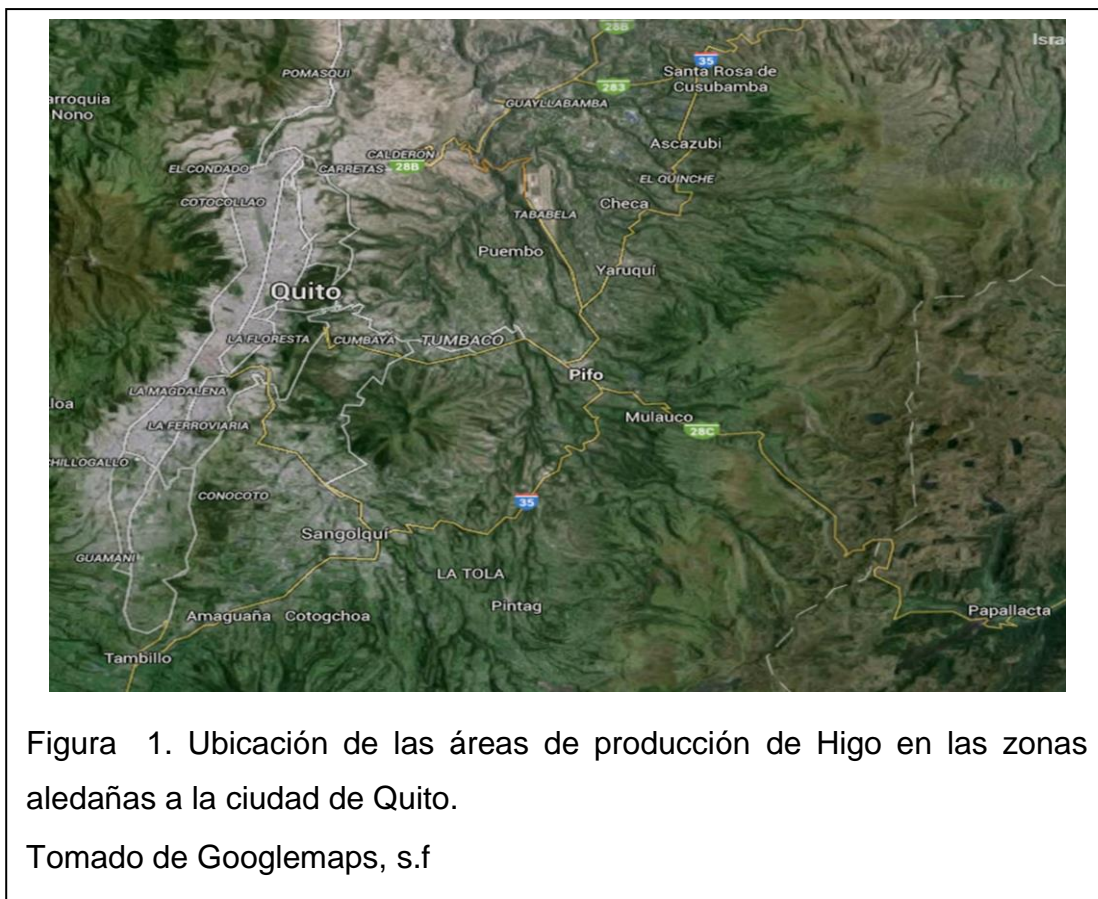 28B
Isra
35
POMASQUI
Santa Rosa de
Cusubamba
283
arroquia
Nono
GUAYLLABAMBA
Ascazubi
CALDERÓN
EL CONDADO
CARRETAS
28B
EL QUINCHE
COTOCOLLAO
Checa
TABABELA
Puembo
Yaruquí
Quito
LA FLORESTA
CUMBAYÁ
TUMBACO
Pifo
LA MAGDALENA
loa
Mulauco
LA FERROVIARIA
28C
CHILLOGALLO
CONOCOTO
35
Sangolquí
GUAMANÍ
LA TOLA
Pintag
Papallacta
Amaguaña
Cotogchoa
Tambillo
Figura 1. Ubicación de las áreas de producción de Higo en las zonas
aledañas a la ciudad de Quito.
Tomado de Googlemaps, s.f